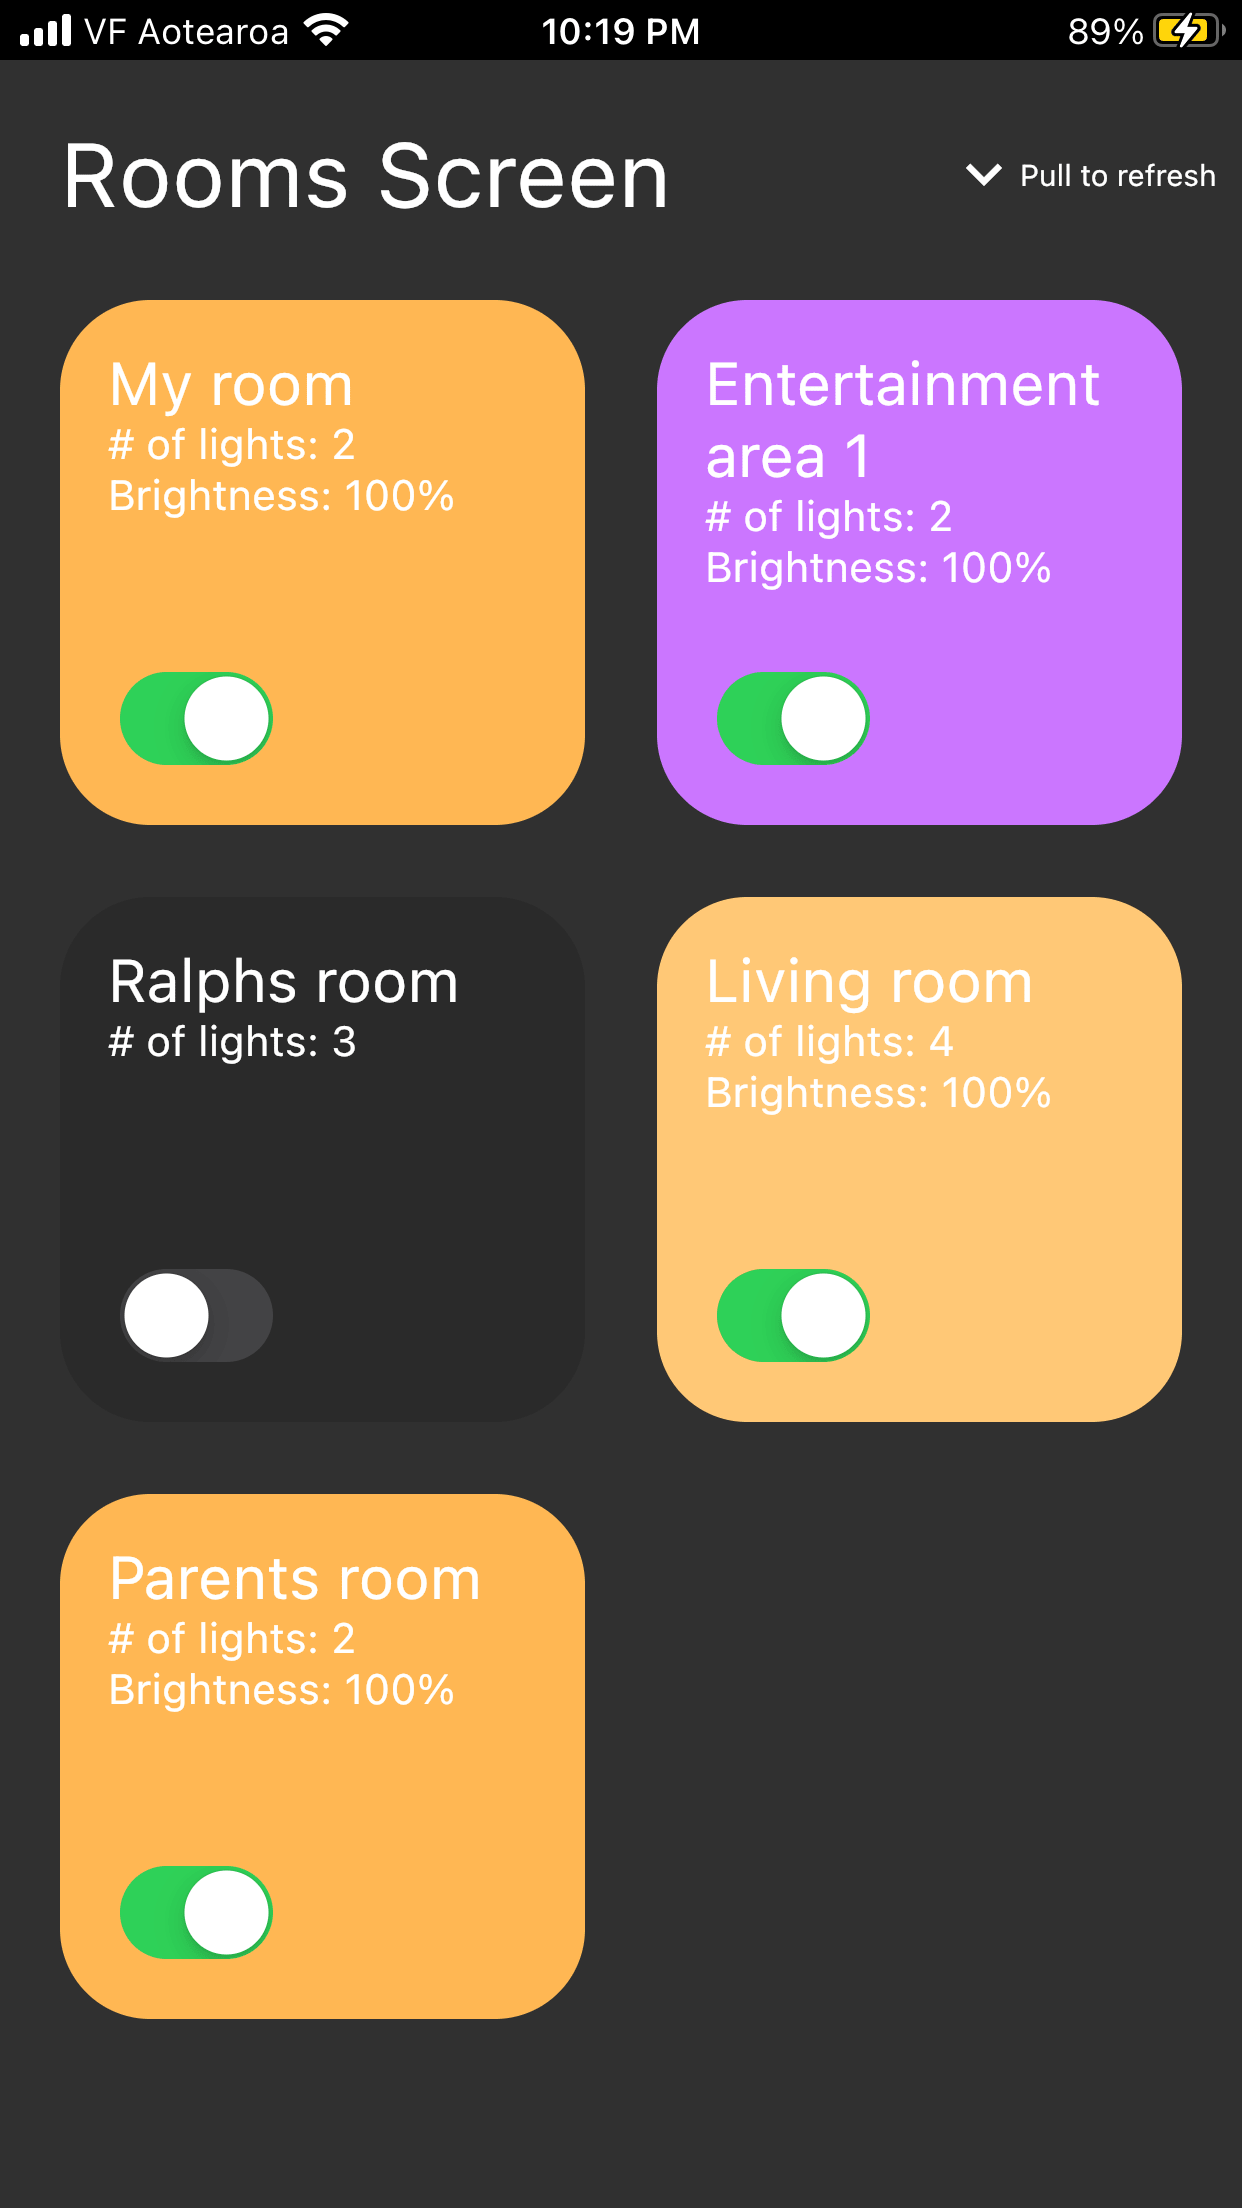 VF Aotearoa 10:19 PM 89%
Rooms Screen
Pull to refresh
My room
# of lights: 2
Brightness: 100%
Entertainment
area 1
# of lights: 2
Brightness: 100%
Ralphs room
# of lights: 3
Living room
# of lights: 4
Brightness: 100%
Parents room
# of lights: 2
Brightness: 100%